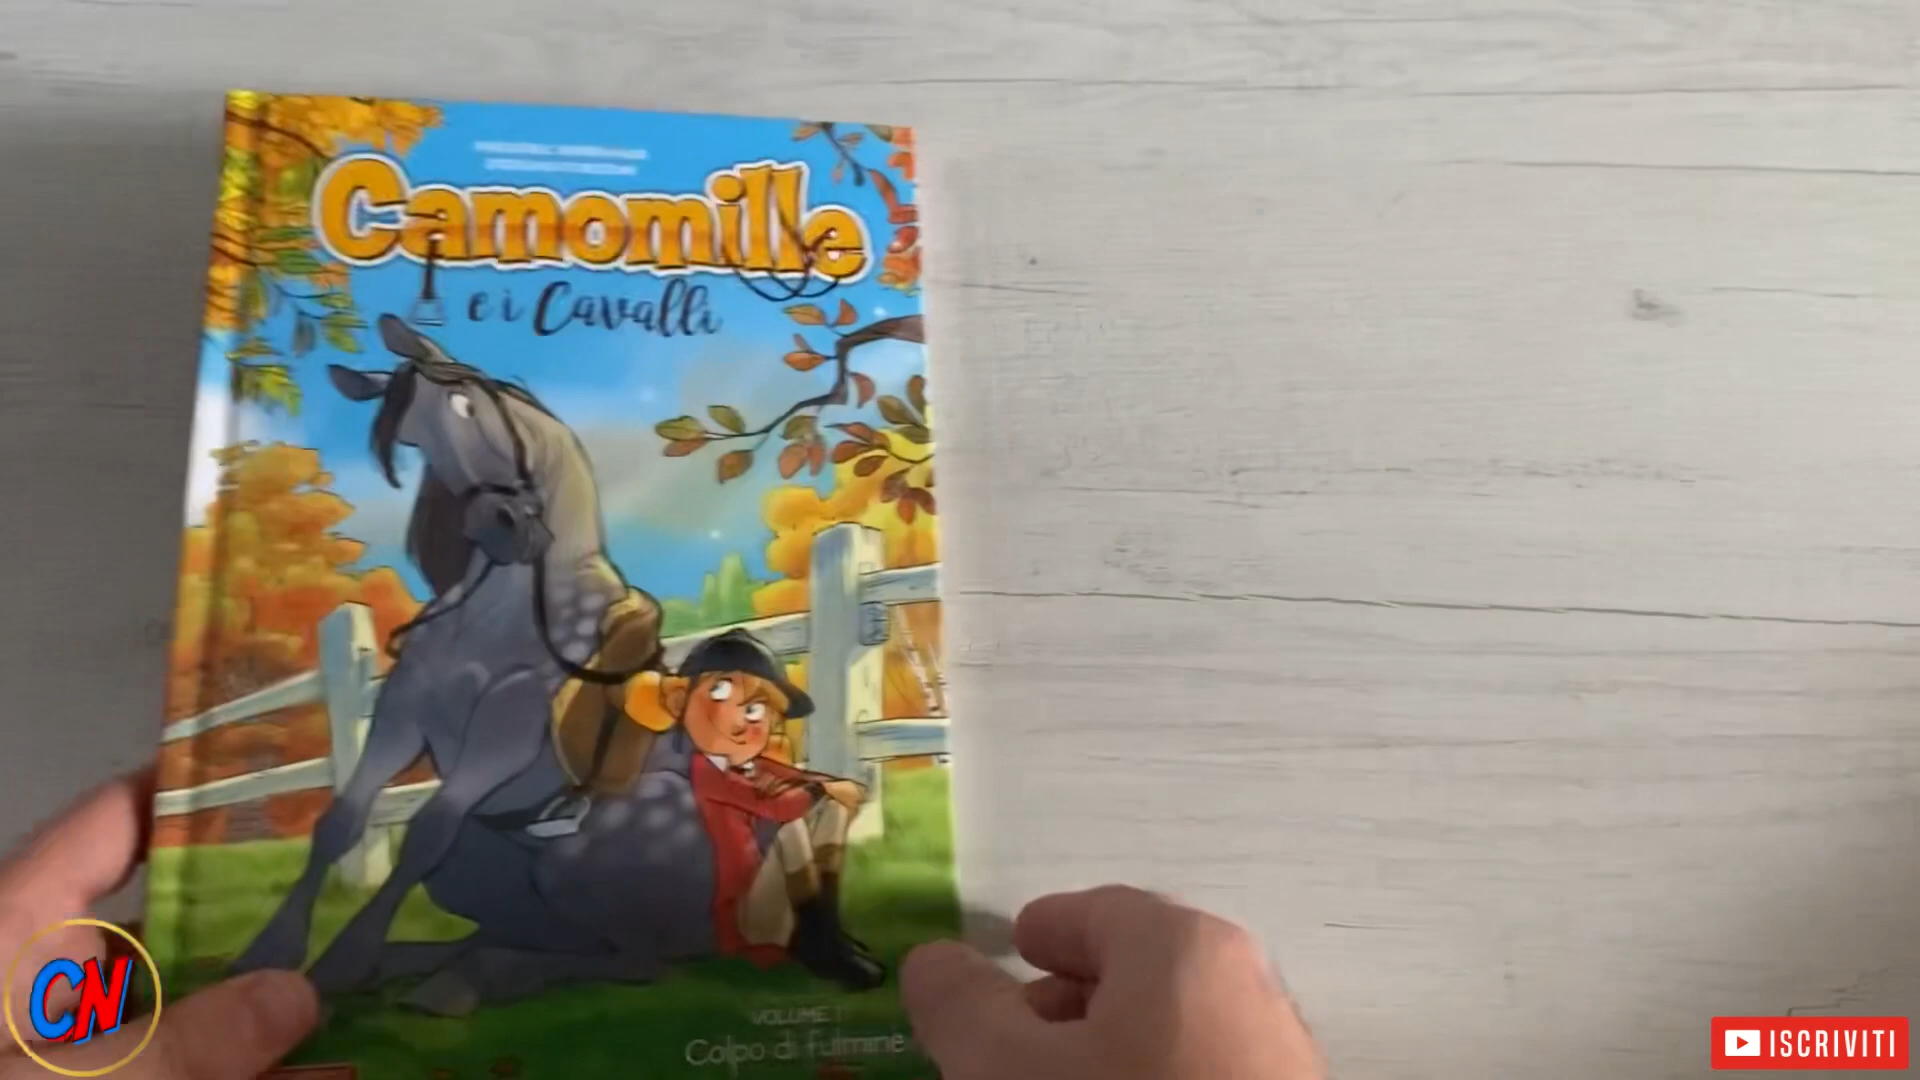 Camomille
e i Cavalli
VOLUME 1
Colpo di fulmine
CN
ISCRIVITI